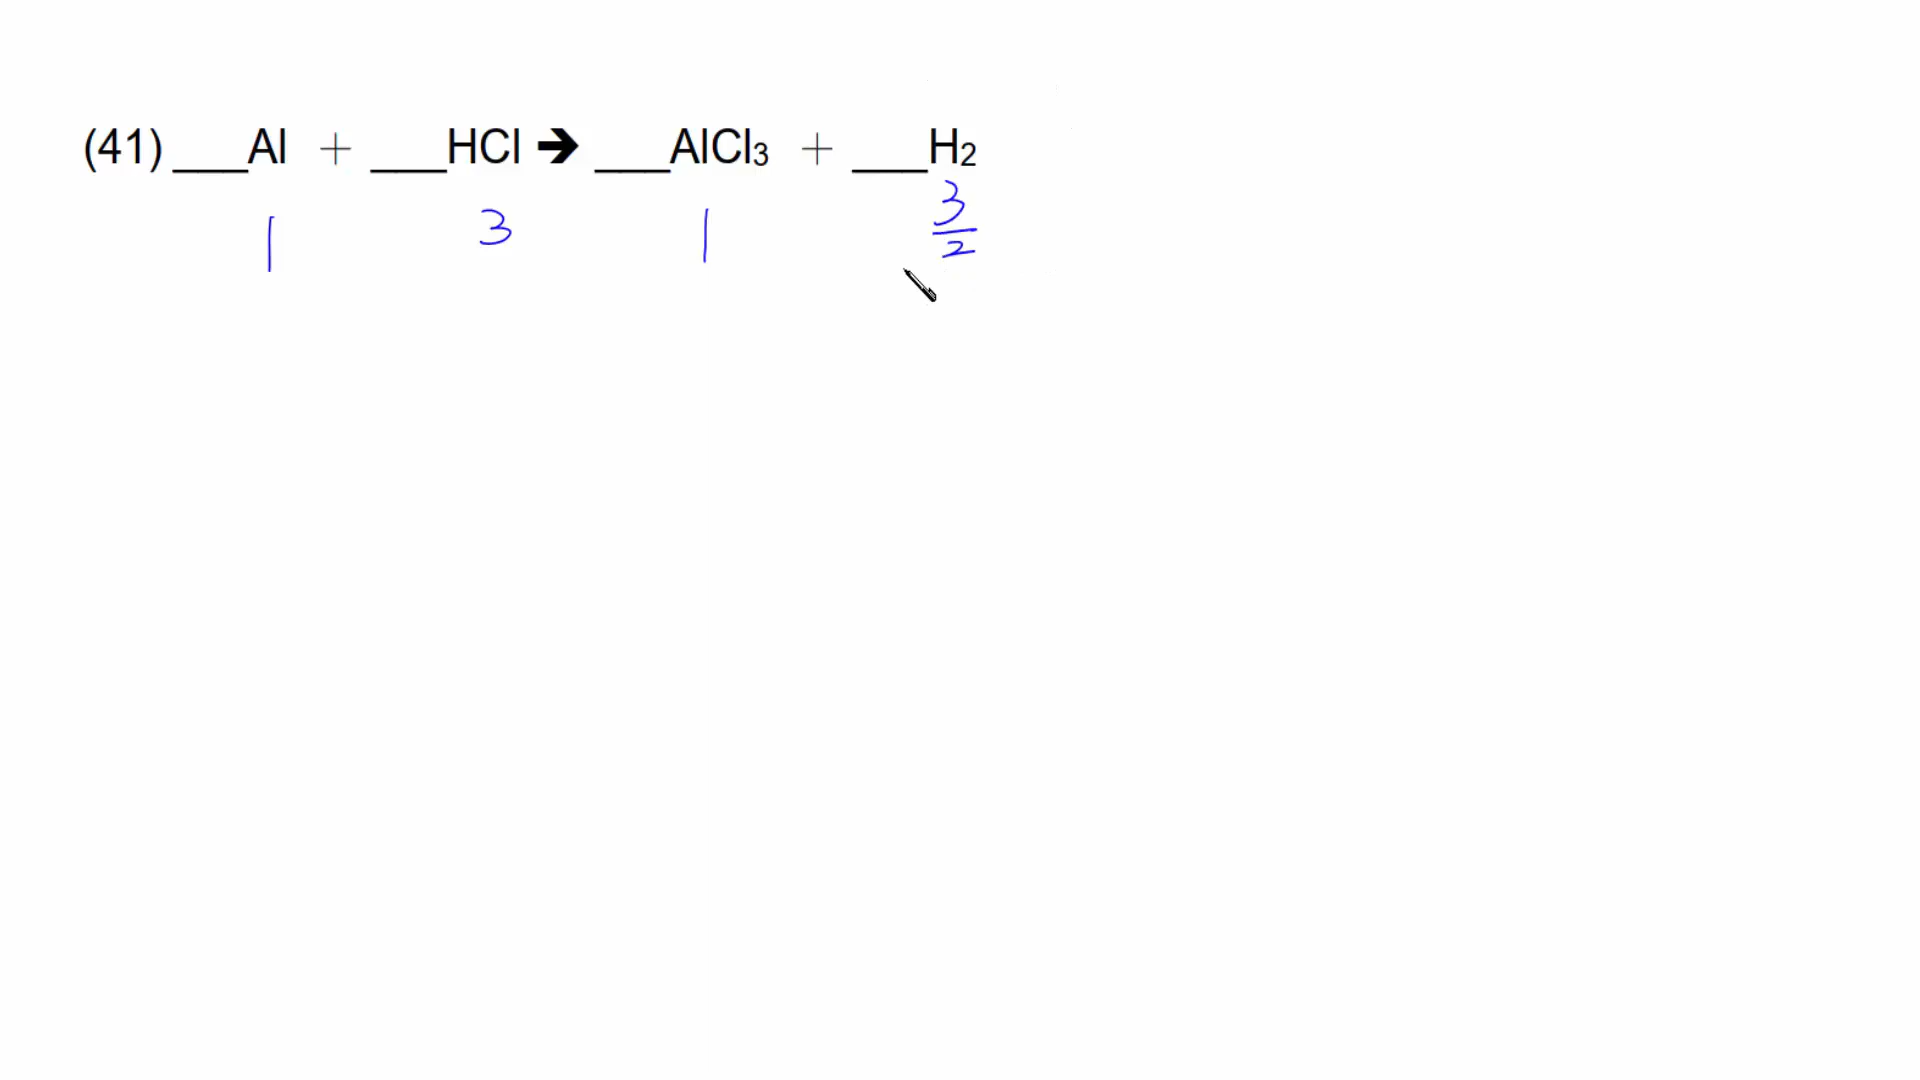 (41) ___Al + ___HCl ➔ ___AlCl₃ + ___H₂
1 3 1 3/2